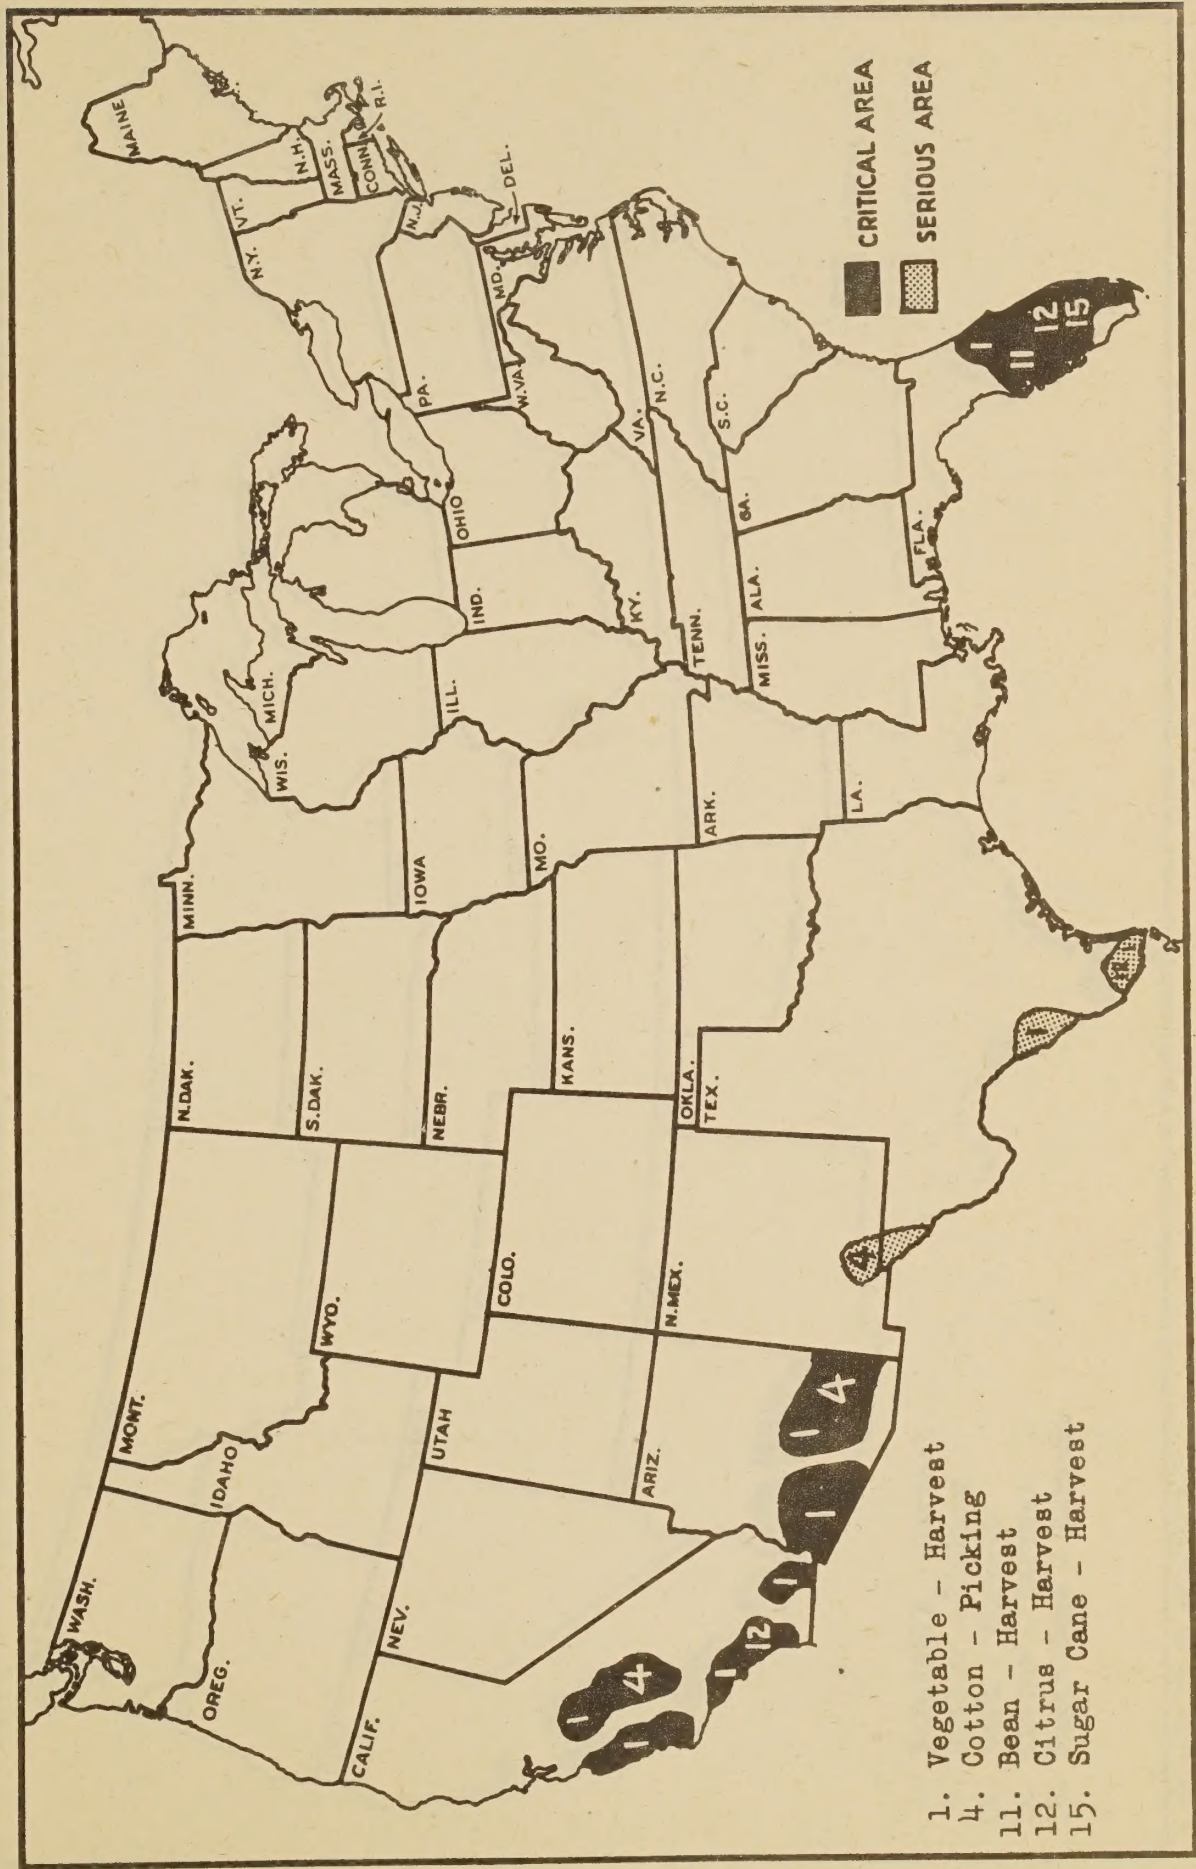 WASH.
OREG.
CALIF.
NEV.
IDAHO
MONT.
WYO.
UTAH
ARIZ.
COLO.
N.MEX.
N.DAK.
S.DAK.
NEBR.
KANS.
OKLA.
TEX.
MINN.
IOWA
MO.
ARK.
LA.
WIS.
MICH.
ILL.
IND.
OHIO
KY.
TENN.
MISS.
ALA.
GA.
FLA.
S.C.
N.C.
VA.
W.VA.
PA.
N.Y.
VT.
N.H.
MAINE
MASS.
CONN.
R.I.
N.J.
DEL.
MD.
1
4
1
1
12
1
1
1
4
4
1
1
11
12
15
CRITICAL AREA
SERIOUS AREA
1. Vegetable - Harvest
4. Cotton - Picking
11. Bean - Harvest
12. Citrus - Harvest
15. Sugar Cane - Harvest